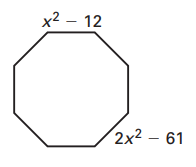 x² – 12
2x² – 61